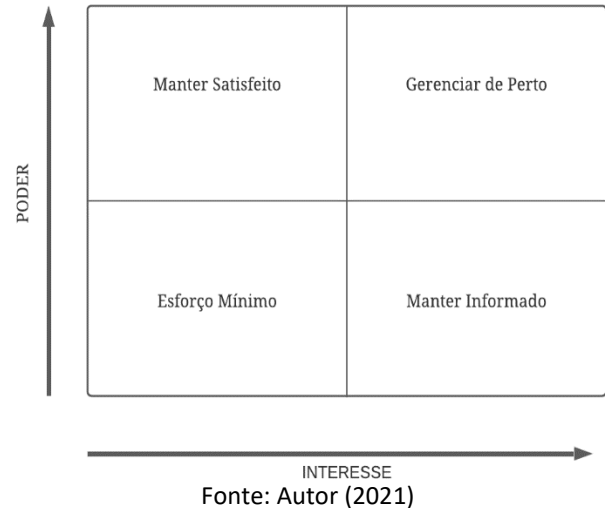 Manter Satisfeito
Gerenciar de Perto
PODER
Esforço Mínimo
Manter Informado
INTERESSE
Fonte: Autor (2021)